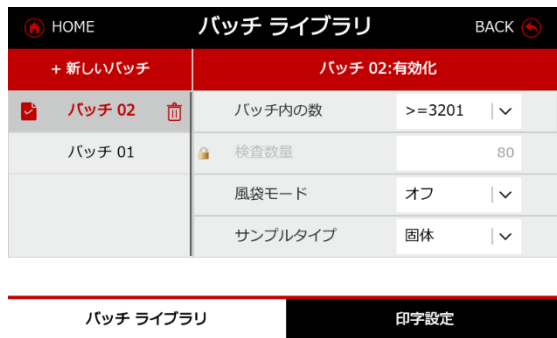 HOME バッチ ライブラリ BACK
+ 新しいバッチ バッチ 02:有効化
バッチ 02 バッチ内の数 >=3201
バッチ 01 検査数量 80
風袋モード オフ
サンプルタイプ 固体
バッチ ライブラリ 印字設定